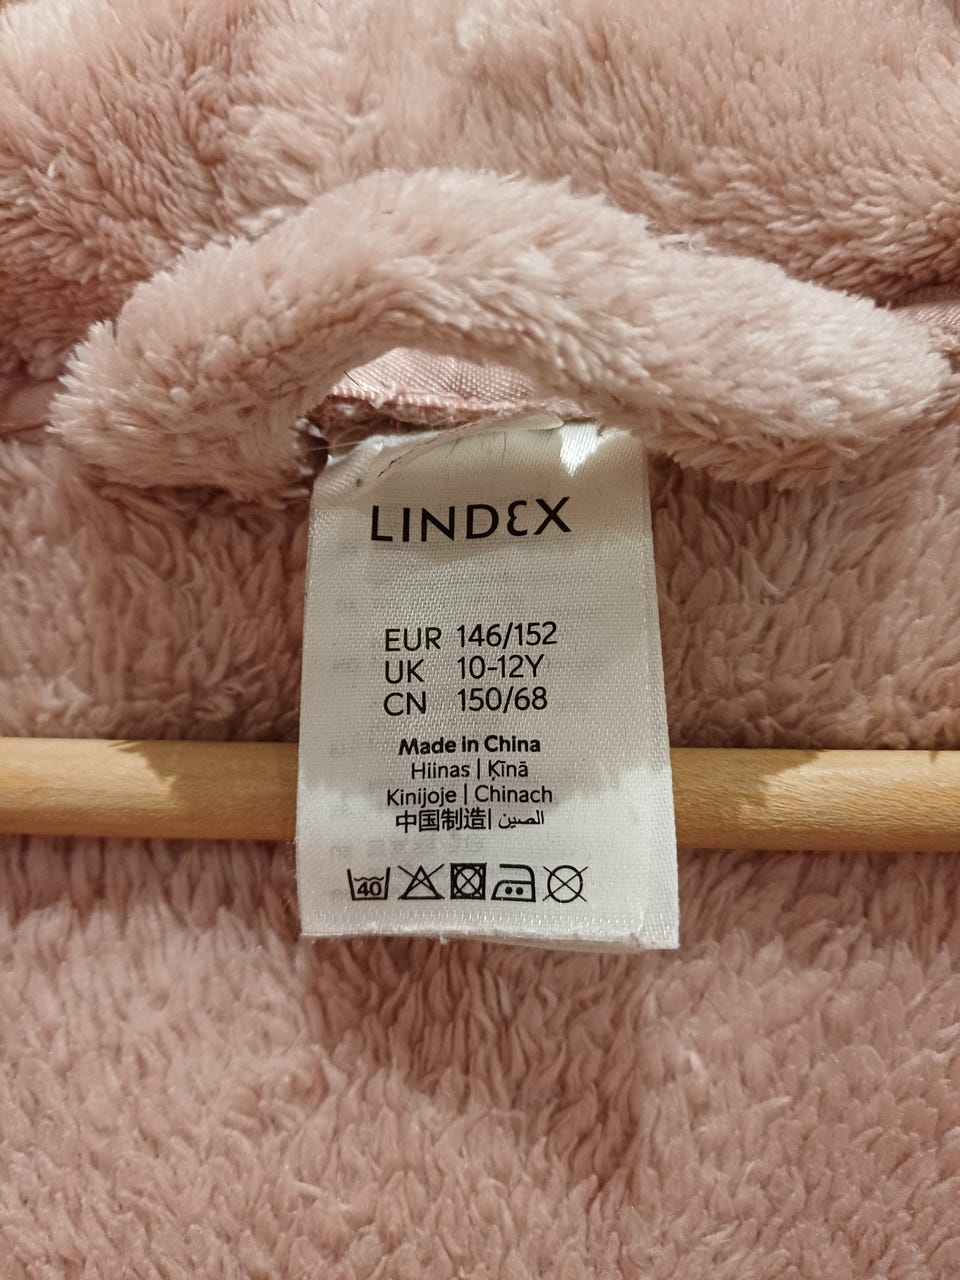 LINDEX
EUR 146/152
UK 10-12Y
CN 150/68
Made in China
Hiinas | Ķīnā
Kinijoje | Chinach
中国制造| الصين
40